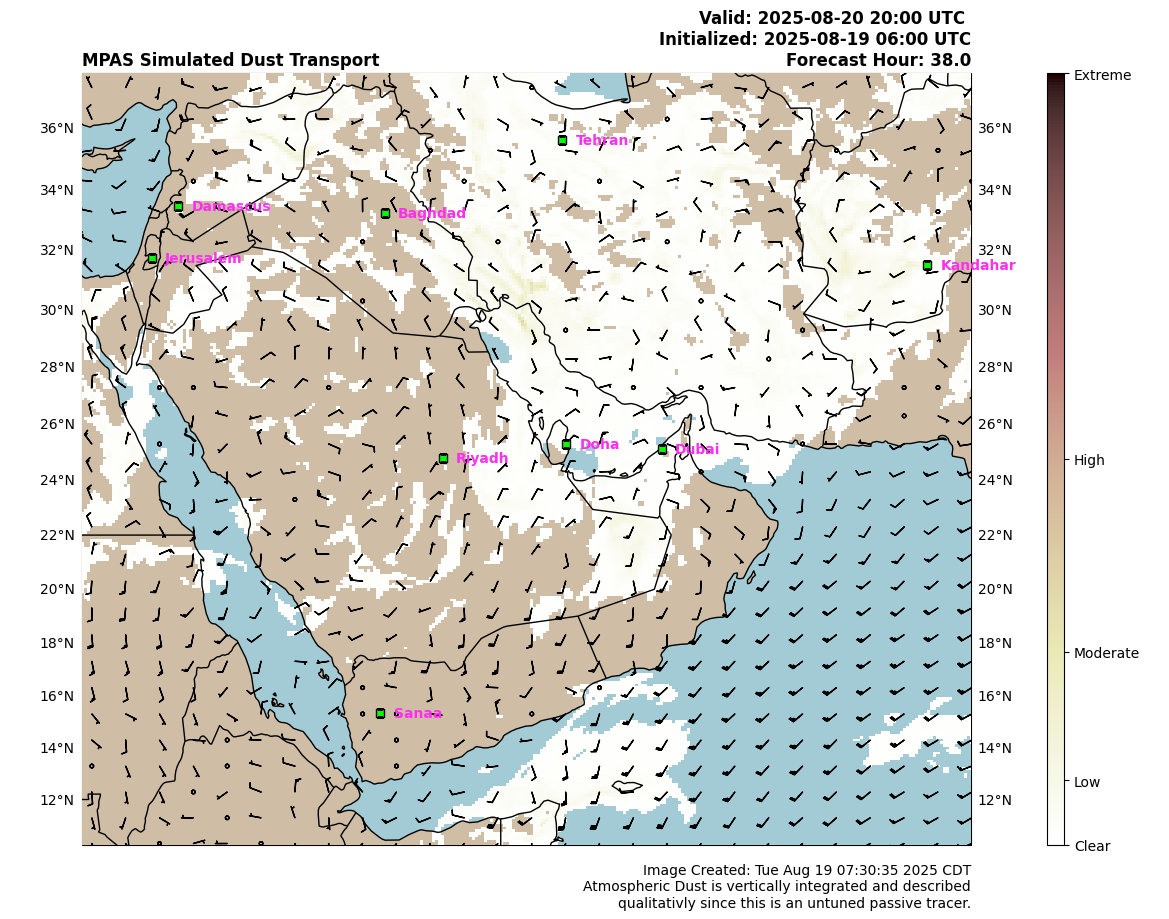 Valid: 2025-08-20 20:00 UTC
Initialized: 2025-08-19 06:00 UTC
MPAS Simulated Dust Transport Forecast Hour: 38.0
Extreme
36°N 36°N
Tehran
34°N 34°N
Damascus
Baghdad
32°N 32°N
Jerusalem
Kandahar
30°N 30°N
28°N 28°N
26°N 26°N
Doha
Dubai
Riyadh
High
24°N 24°N
22°N 22°N
20°N 20°N
18°N 18°N
Moderate
16°N 16°N
Sanaa
14°N 14°N
Low
12°N 12°N
Clear
Image Created: Tue Aug 19 07:30:35 2025 CDT
Atmospheric Dust is vertically integrated and described
qualitativly since this is an untuned passive tracer.